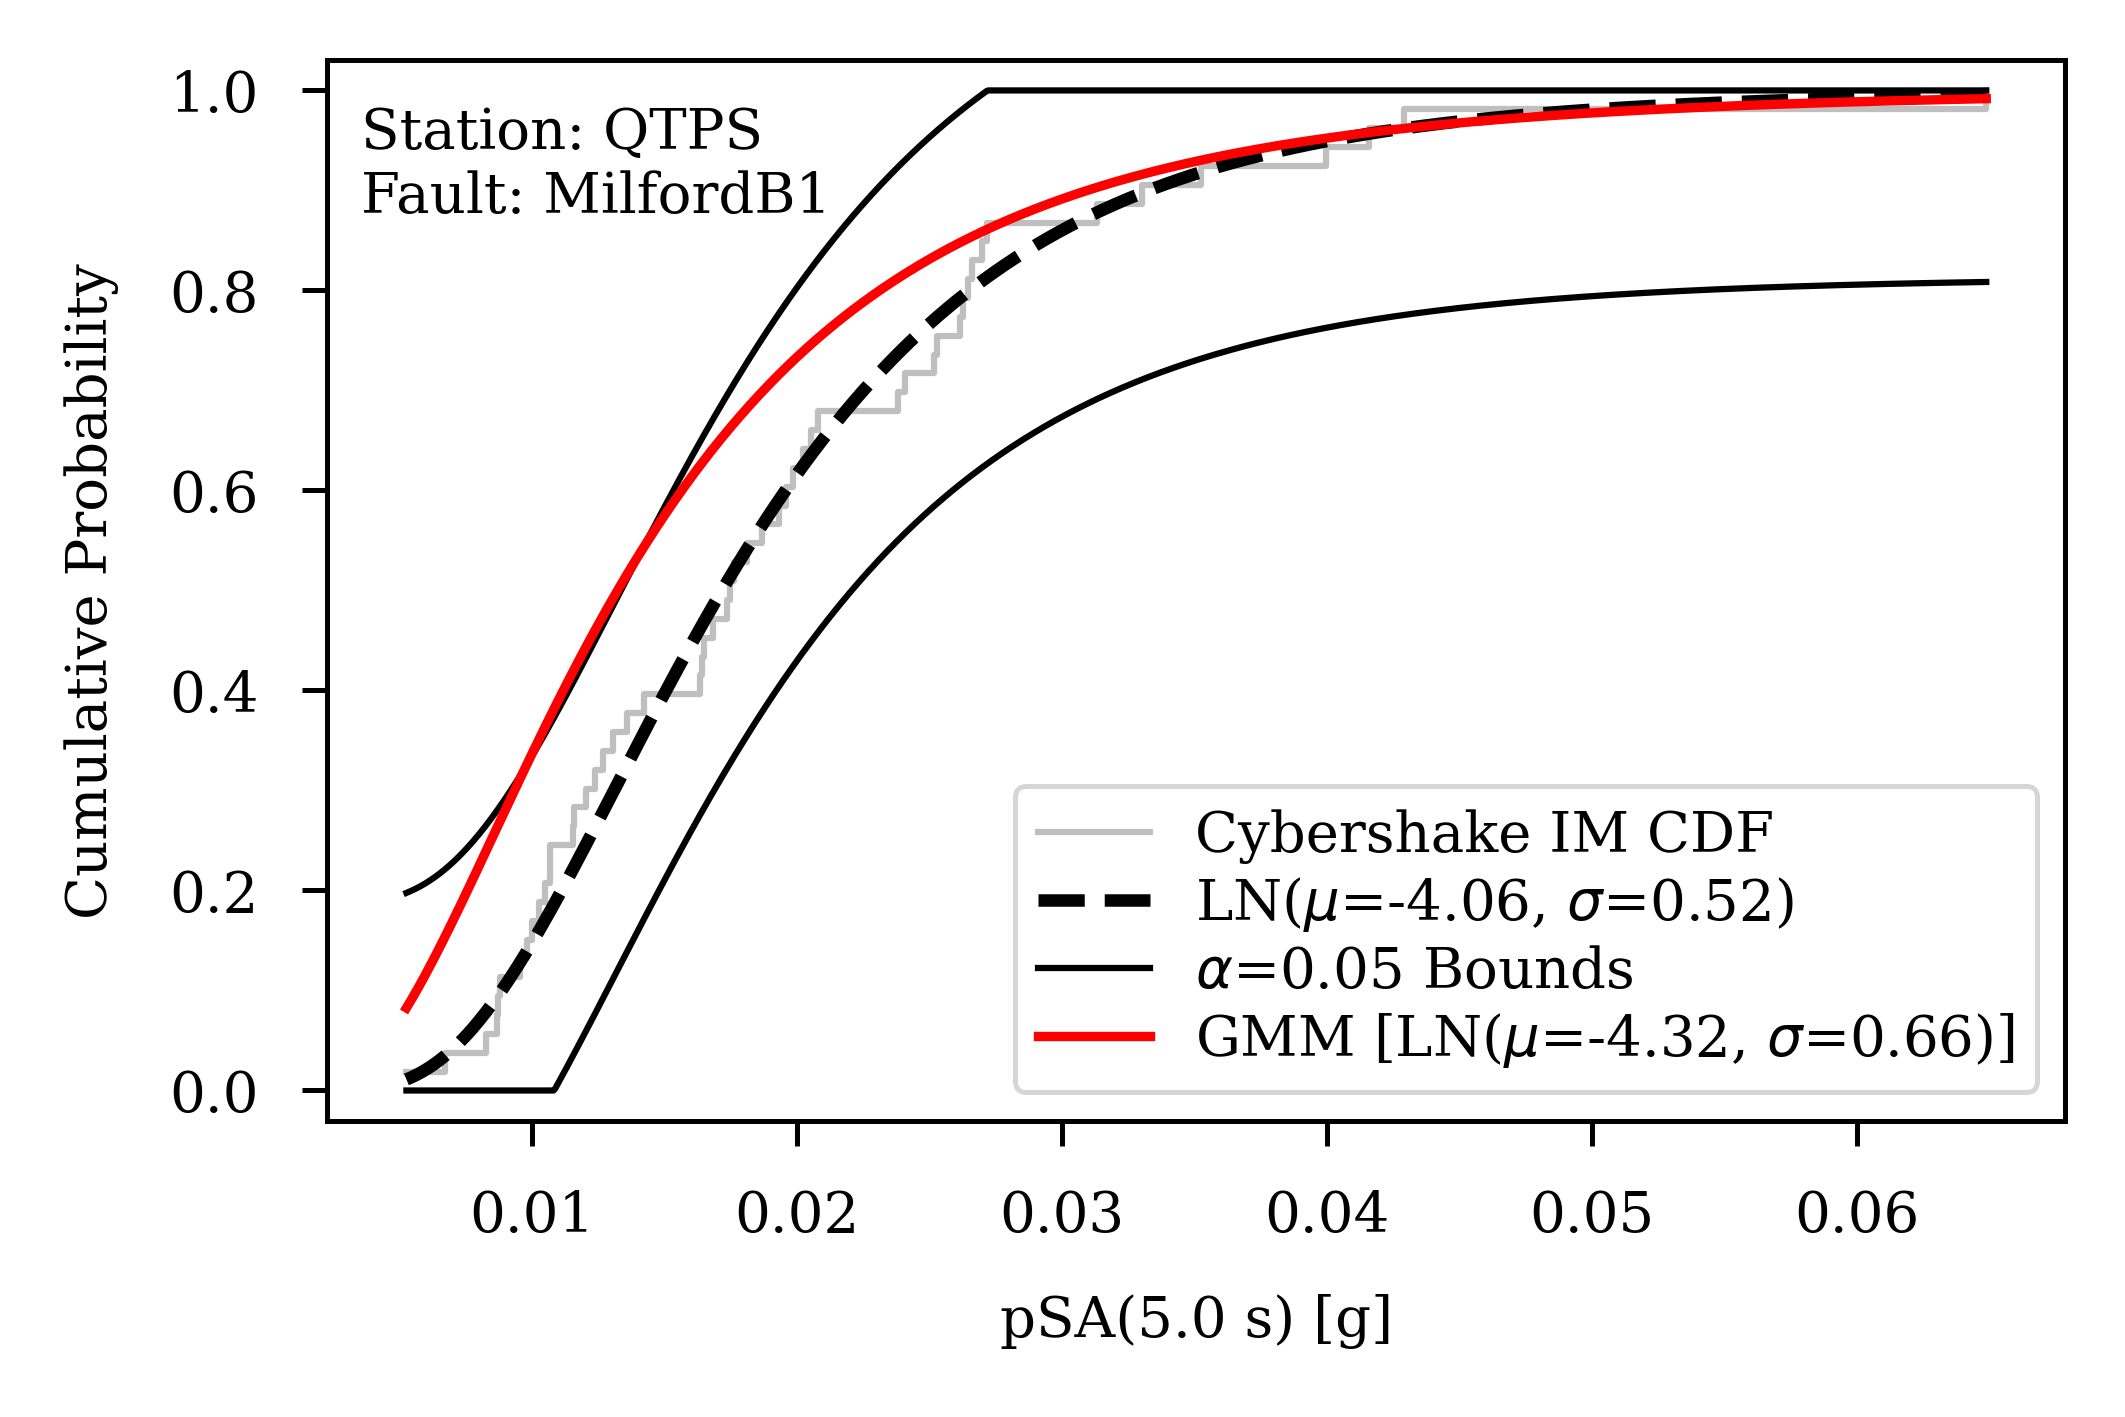 Station: QTPS
Fault: MilfordB1
Cumulative Probability
1.0
0.8
0.6
0.4
0.2
0.0
Cybershake IM CDF
LN(μ=-4.06, σ=0.52)
α=0.05 Bounds
GMM [LN(μ=-4.32, σ=0.66)]
0.01 0.02 0.03 0.04 0.05 0.06
pSA(5.0 s) [g]